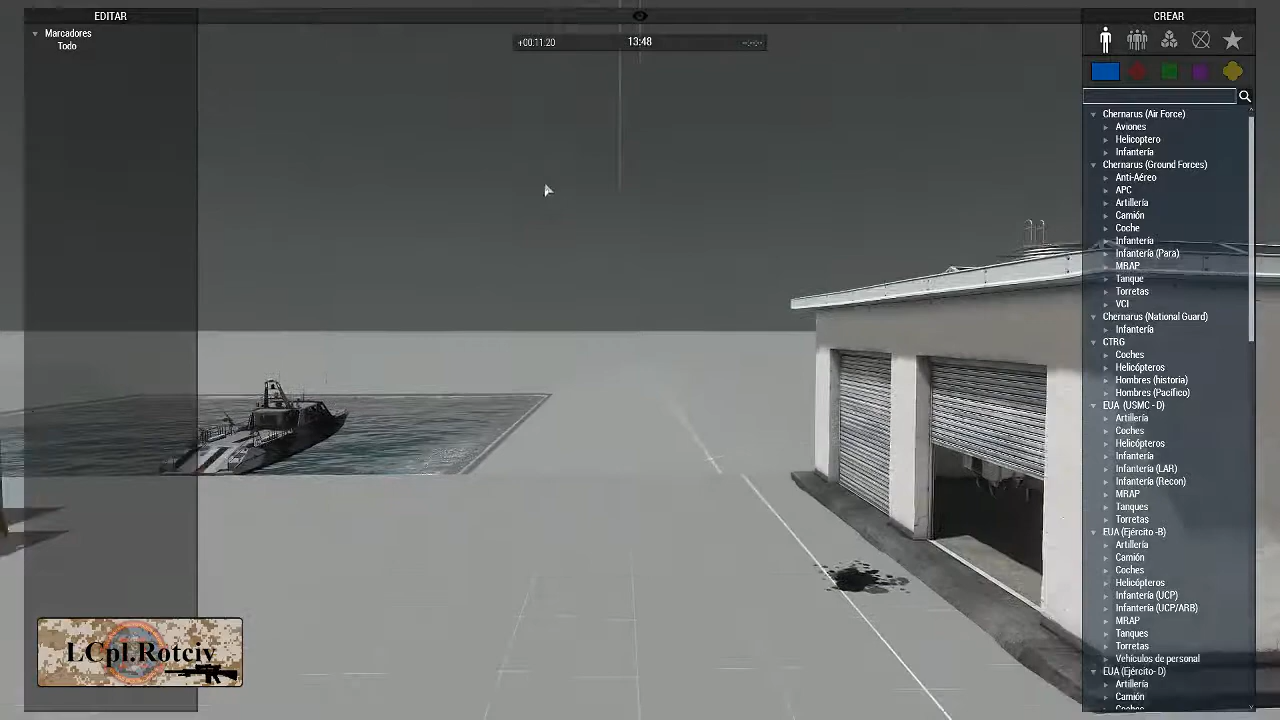 EDITAR
Marcadores
Todo
+00.11.20
13:48
LCpl.Rotciv
CREAR
Chernarus (Air Force)
Aviones
Helicoptero
Infantería
Chernarus (Ground Forces)
Anti-Aéreo
APC
Artillería
Camión
Coche
Infantería
Infantería (Para)
MRAP
Tanque
Torretas
VCI
Chernarus (National Guard)
Infantería
CTRG
Coches
Helicópteros
Hombres (historia)
Hombres (Pacífico)
EUA (USMC - D)
Artillería
Coches
Helicópteros
Infantería
Infantería (LAR)
Infantería (Recon)
MRAP
Tanques
Torretas
EUA (Ejército -B)
Artillería
Camión
Coches
Helicópteros
Infantería (UCP)
Infantería (UCP/ARB)
MRAP
Tanques
Torretas
Vehículos de personal
EUA (Ejército- D)
Artillería
Camión
Coches